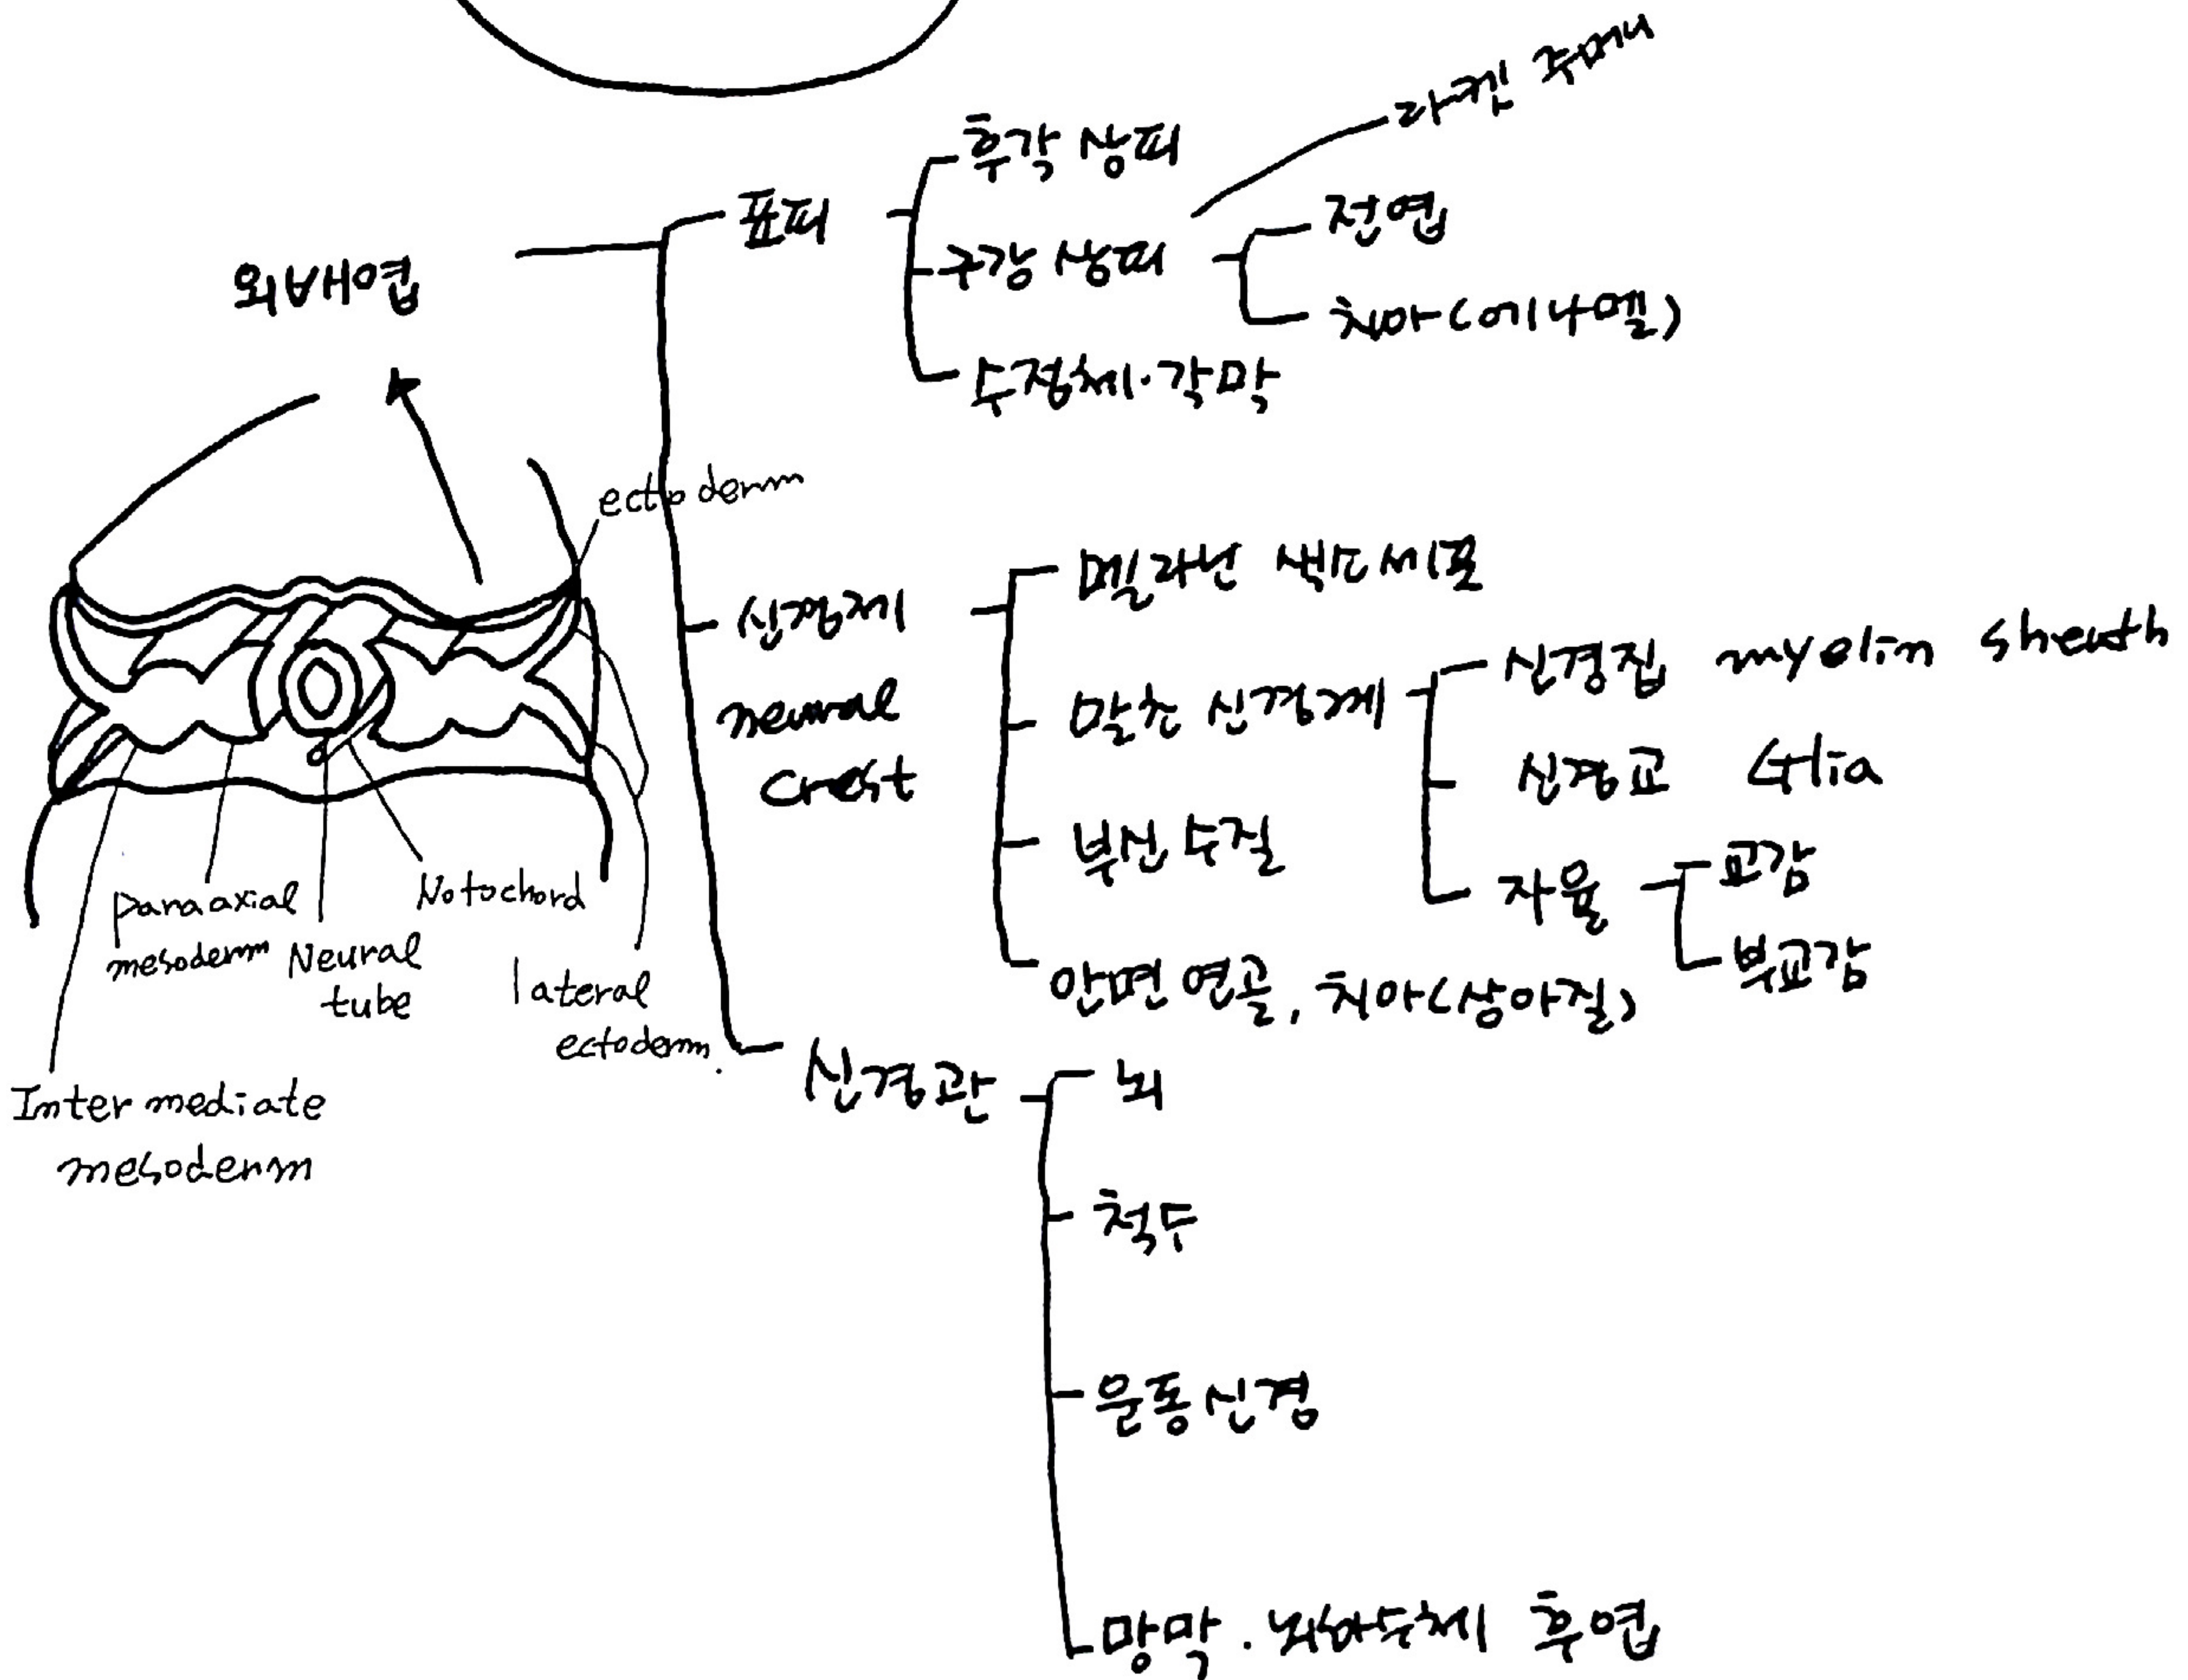 라킨 주머니
후각 상피
표피
전엽
구강 상피
외배엽
치아(에나멜)
수정체·각막
ectoderm
멜라닌 색소세포
신경제
신경집 myelin sheath
neural
말초 신경계
crest
신경교 Glia
부신수질
교감
자율
paraaxial
Notochord
mesoderm
Neural
부교감
tube
lateral
안면 연골, 치아(상아질)
ectoderm
신경관
뇌
Intermediate
mesoderm
척수
운동신경
망막·뇌하수체 후엽